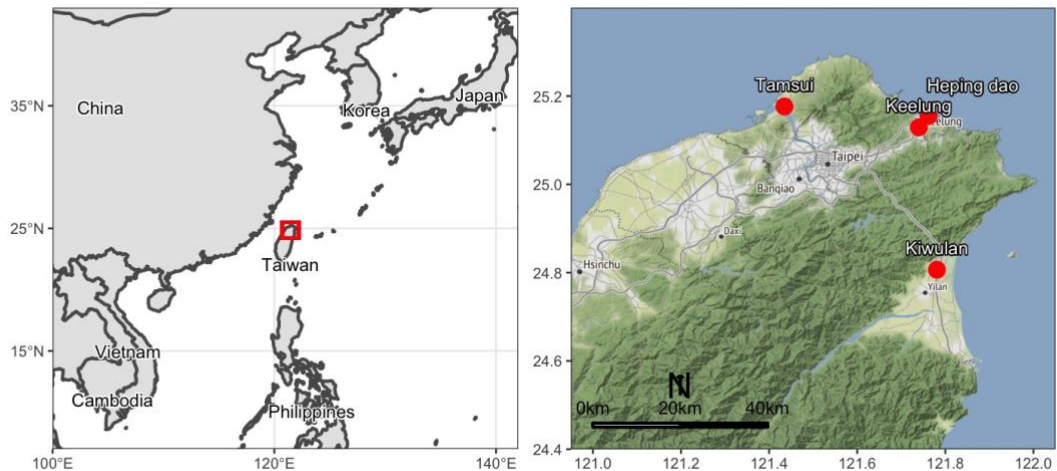 China
Korea
Japan
Taiwan
Vietnam
Cambodia
Philippines
35°N
25°N
15°N
100°E
120°E
140°E
Tamsui
Heping dao
Keelung
elung
Taipei
Banqiao
Daxi
Hsinchu
Kiwulan
Yilan
N
0km 20km 40km
25.2
25.0
24.8
24.6
24.4
121.0 121.2 121.4 121.6 121.8 122.0